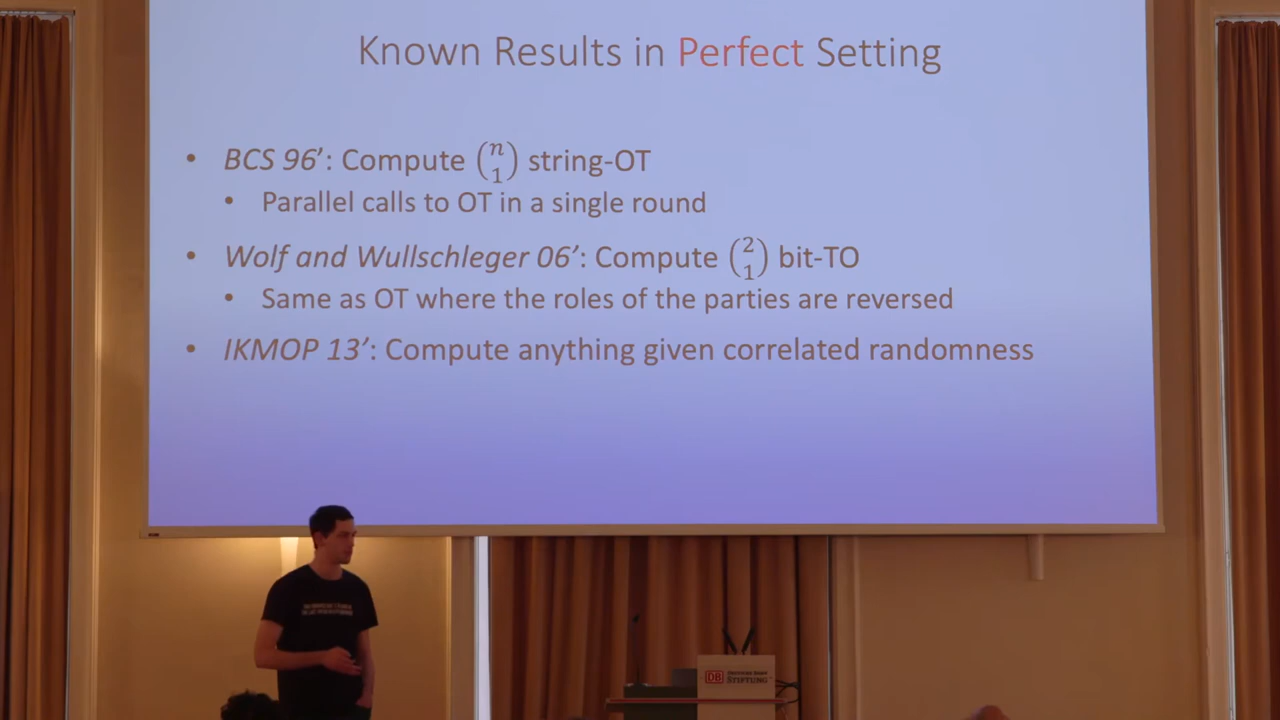 Known Results in Perfect Setting
• BCS 96': Compute (n 1) string-OT
• Parallel calls to OT in a single round
• Wolf and Wullschleger 06': Compute (2 1) bit-TO
• Same as OT where the roles of the parties are reversed
• IKMOP 13': Compute anything given correlated randomness
DB
STIFTUNG